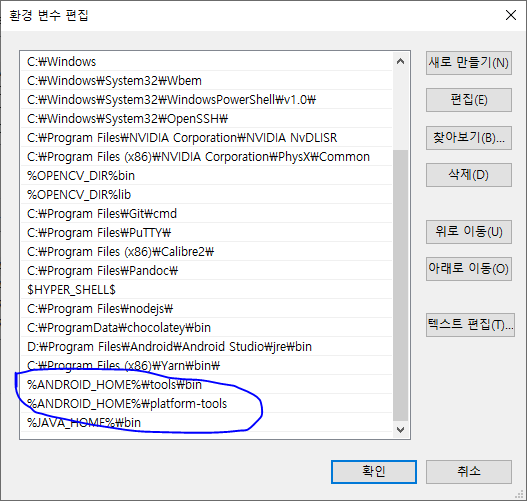 환경 변수 편집
C:₩Windows
C:₩Windows₩System32₩Wbem
C:₩Windows₩System32₩WindowsPowerShell₩v1.0₩
C:₩Windows₩System32₩OpenSSH₩
C:₩Program Files₩NVIDIA Corporation₩NVIDIA NvDLISR
C:₩Program Files (x86)₩NVIDIA Corporation₩PhysX₩Common
%OPENCV_DIR%bin
%OPENCV_DIR%lib
C:₩Program Files₩Git₩cmd
C:₩Program Files₩PuTTY₩
C:₩Program Files (x86)₩Calibre2₩
C:₩Program Files₩Pandoc₩
$HYPER_SHELL$
C:₩Program Files₩nodejs₩
C:₩ProgramData₩chocolatey₩bin
D:₩Program Files₩Android₩Android Studio₩jre₩bin
C:₩Program Files (x86)₩Yarn₩bin₩
%ANDROID_HOME%₩tools₩bin
%ANDROID_HOME%₩platform-tools
%JAVA_HOME%₩bin
새로 만들기(N)
편집(E)
찾아보기(B)...
삭제(D)
위로 이동(U)
아래로 이동(O)
텍스트 편집(T)...
확인
취소